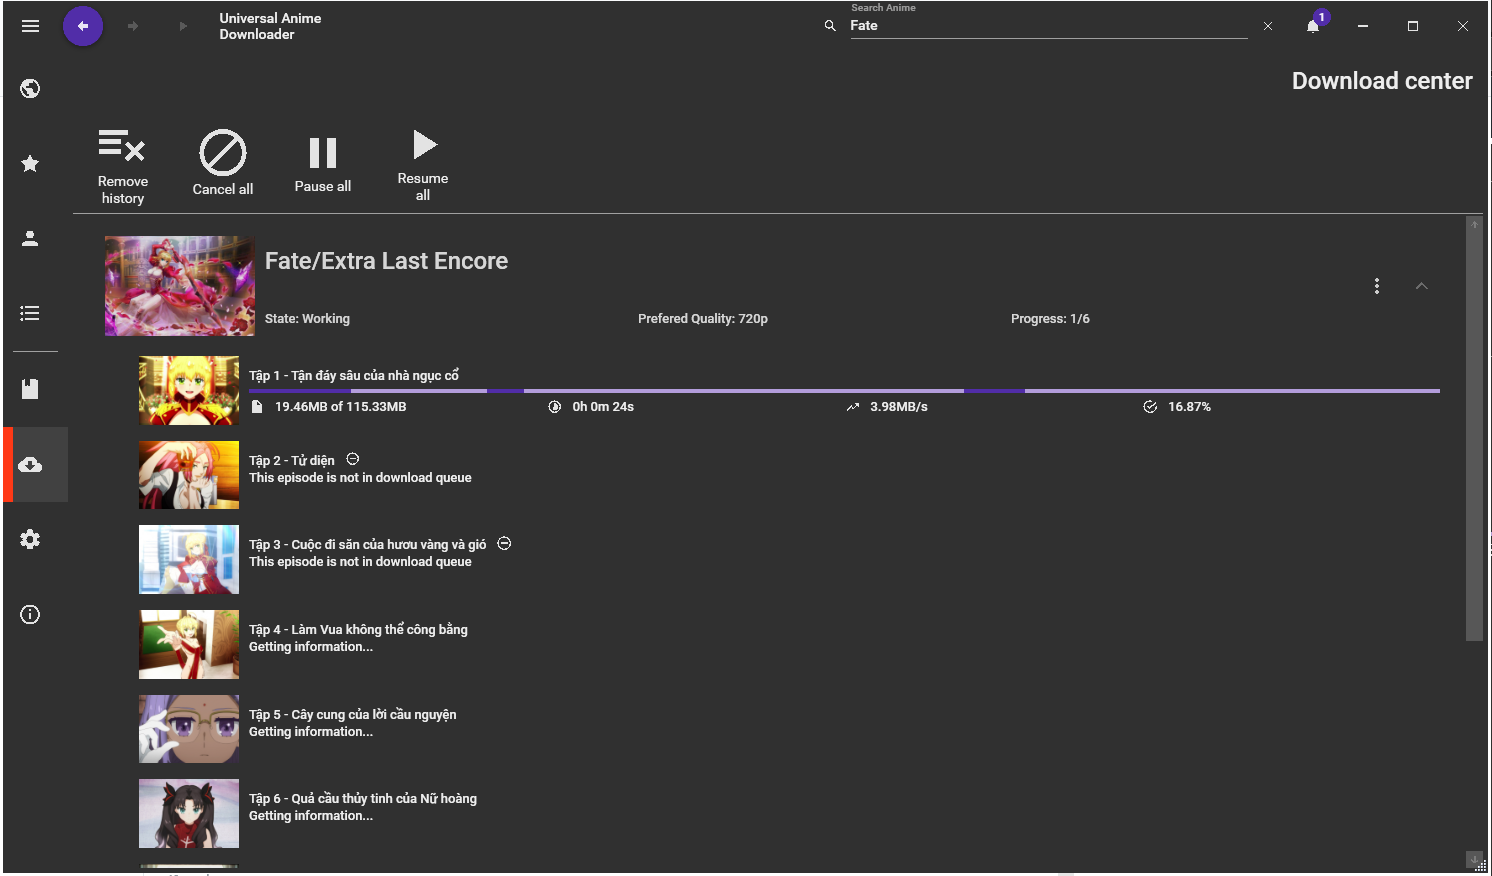 Universal Anime
Downloader
Search Anime
Fate
1
Download center
Remove
history
Cancel all
Pause all
Resume
all
Fate/Extra Last Encore
State: Working
Prefered Quality: 720p
Progress: 1/6
Tập 1 - Tận đáy sâu của nhà ngục cổ
19.46MB of 115.33MB
0h 0m 24s
3.98MB/s
16.87%
Tập 2 - Tử diện
This episode is not in download queue
Tập 3 - Cuộc đi săn của hươu vàng và gió
This episode is not in download queue
Tập 4 - Làm Vua không thể công bằng
Getting information...
Tập 5 - Cây cung của lời cầu nguyện
Getting information...
Tập 6 - Quả cầu thủy tinh của Nữ hoàng
Getting information...